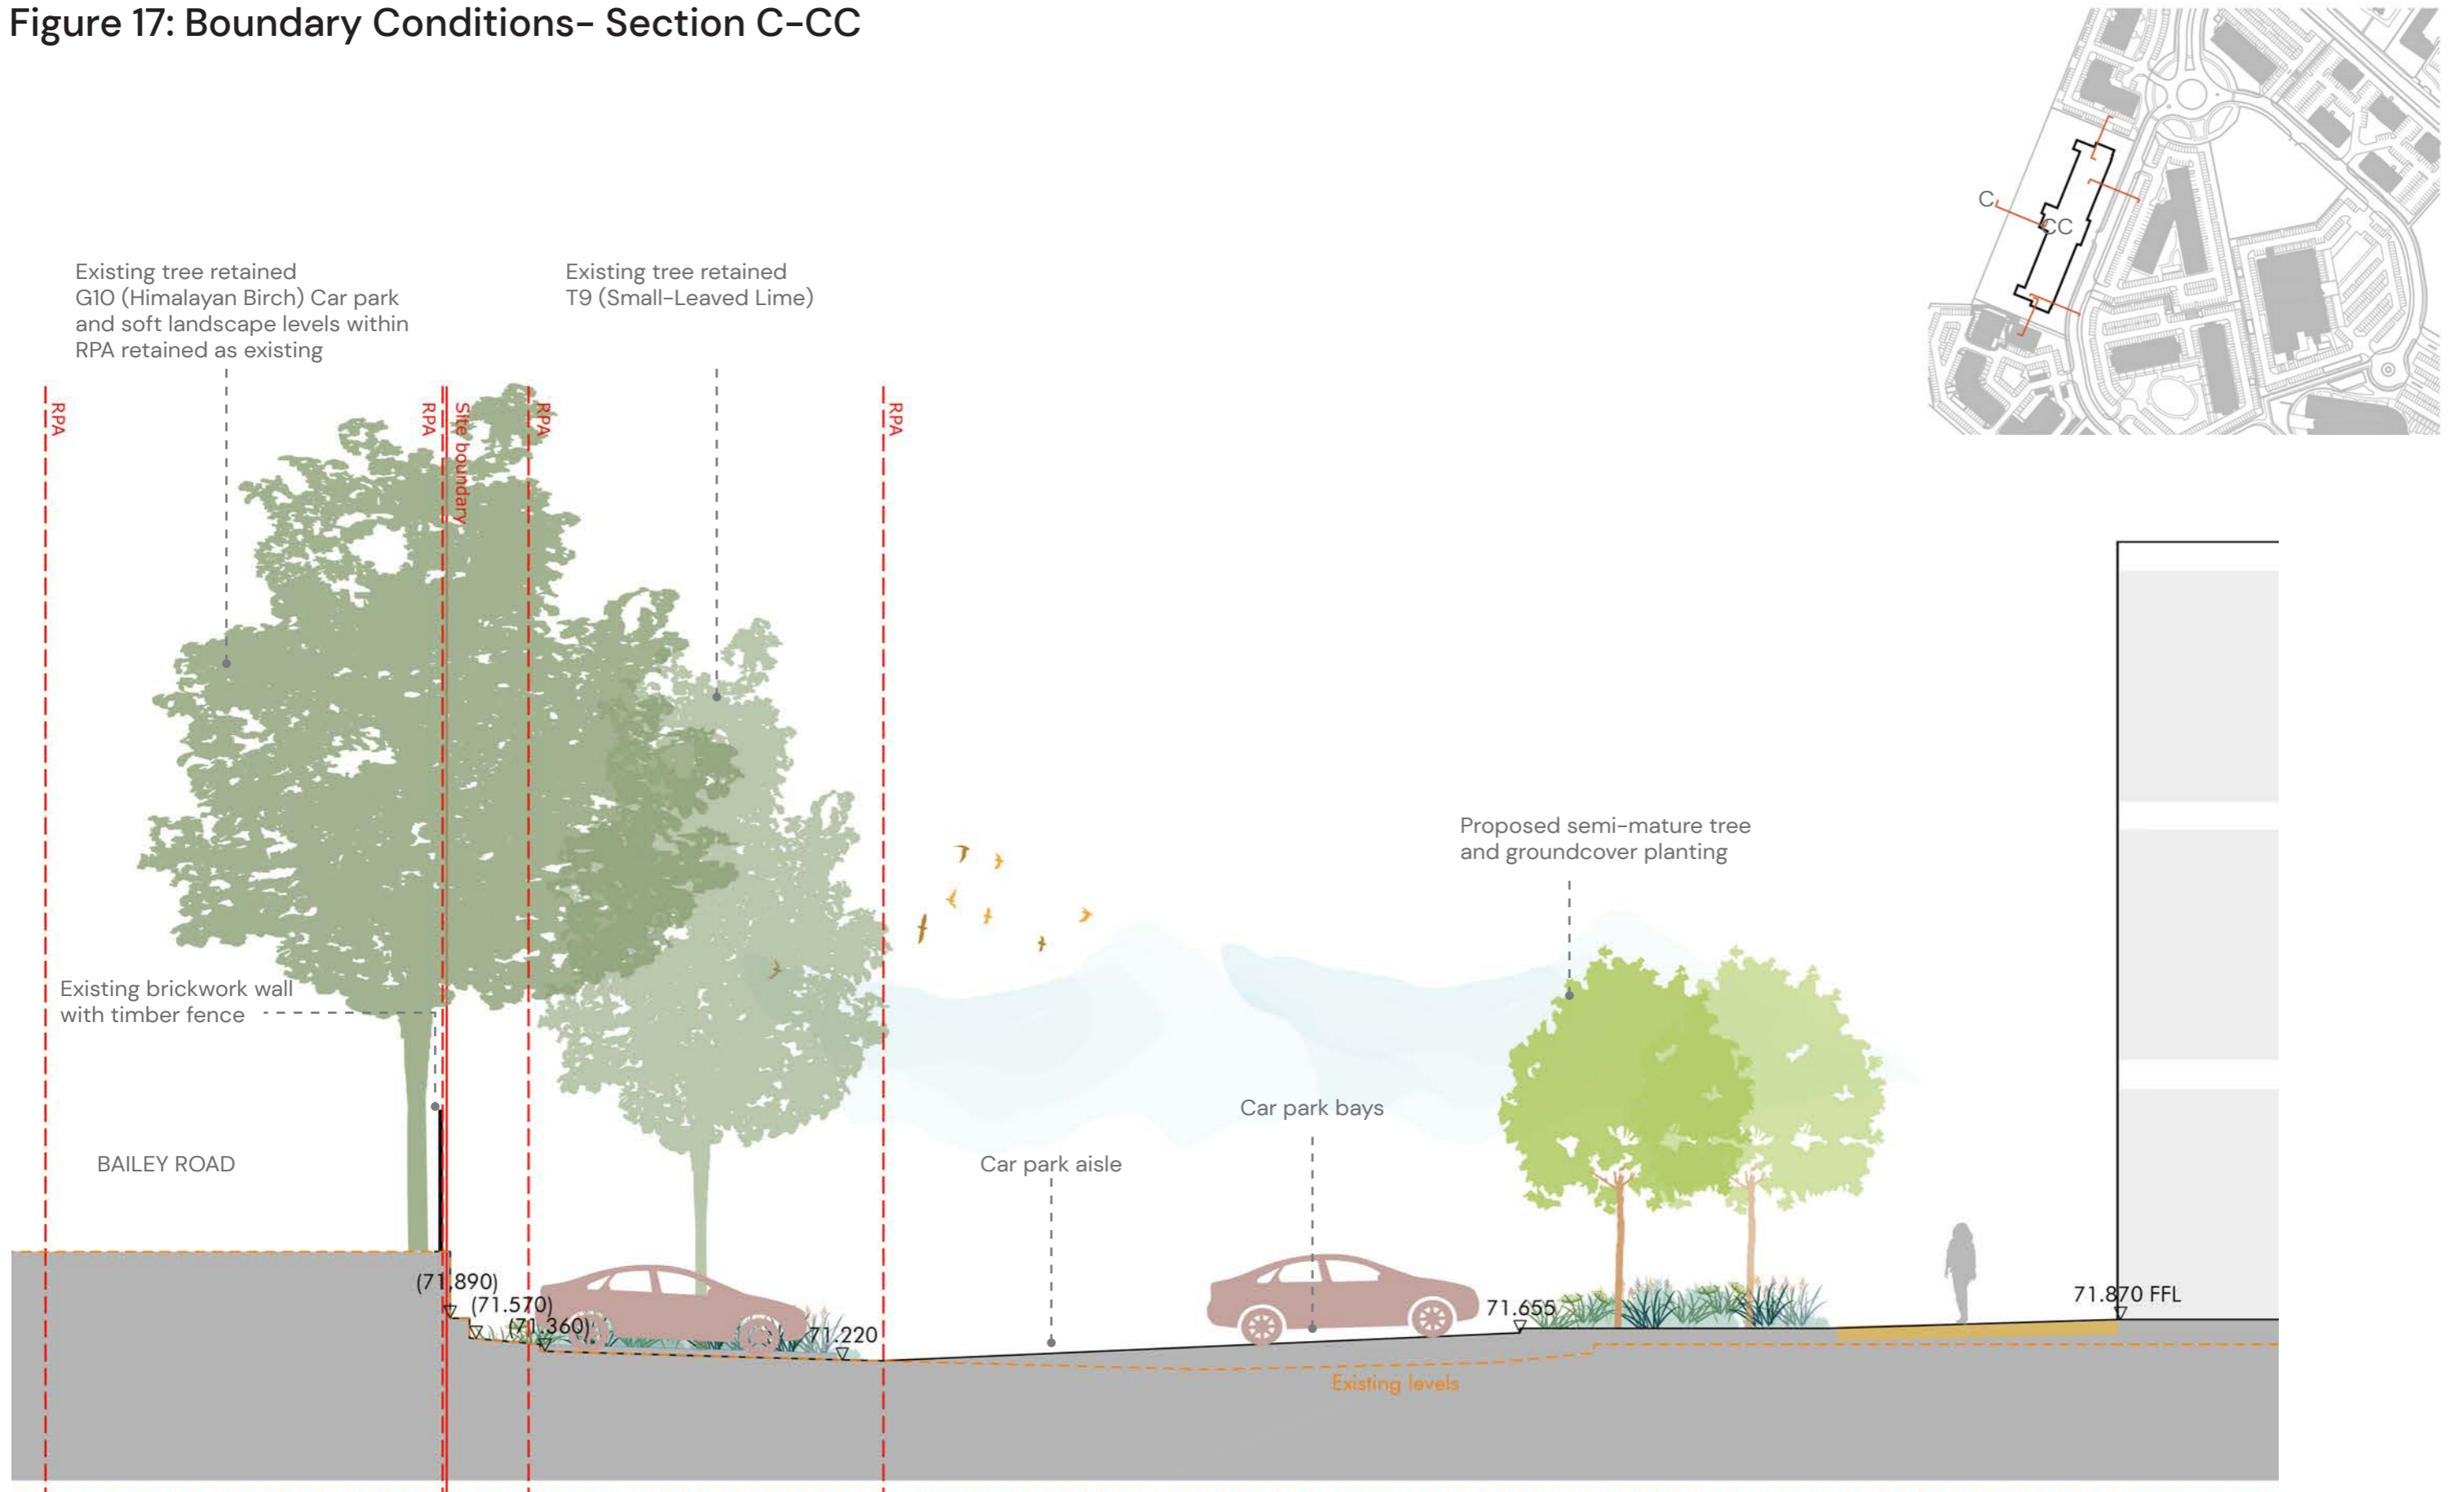 Figure 17: Boundary Conditions- Section C-CC
C
CC
Existing tree retained
G10 (Himalayan Birch) Car park
and soft landscape levels within
RPA retained as existing
Existing tree retained
T9 (Small-Leaved Lime)
RPA
RPA
Site boundary
RPA
RPA
Proposed semi-mature tree
and groundcover planting
Existing brickwork wall
with timber fence
Car park bays
BAILEY ROAD
Car park aisle
(71.890)
(71.570)
(71.360)
71.220
71.655
71.870 FFL
Existing levels